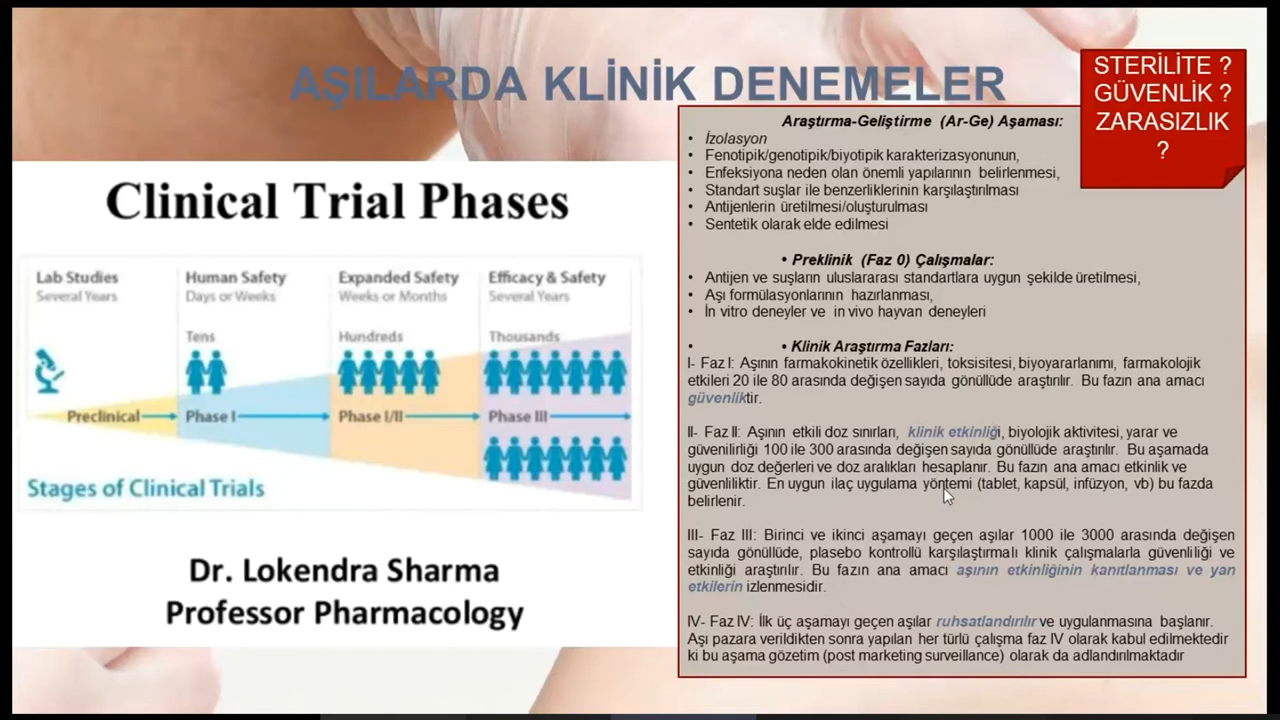 AŞILARDA KLİNİK DENEMELER
STERİLİTE ?
GÜVENLİK ?
ZARASIZLIK
?
Clinical Trial Phases
Lab Studies
Several Years
Human Safety
Days or Weeks
Expanded Safety
Weeks or Months
Efficacy & Safety
Several Years
Tens
Hundreds
Thousands
Preclinical
Phase I
Phase I/II
Phase III
Stages of Clinical Trials
Dr. Lokendra Sharma
Professor Pharmacology
Araştırma-Geliştirme (Ar-Ge) Aşaması:
• İzolasyon
• Fenotipik/genotipik/biyotipik karakterizasyonunun,
• Enfeksiyona neden olan önemli yapılarının belirlenmesi,
• Standart suşlar ile benzerliklerinin karşılaştırılması
• Antijenlerin üretilmesi/oluşturulması
• Sentetik olarak elde edilmesi
• Preklinik (Faz 0) Çalışmalar:
• Antijen ve suşların uluslararası standartlara uygun şekilde üretilmesi,
• Aşı formülasyonlarının hazırlanması,
• İn vitro deneyler ve in vivo hayvan deneyleri
• • Klinik Araştırma Fazları:
I- Faz I: Aşının farmakokinetik özellikleri, toksisitesi, biyoyararlanımı, farmakolojik
etkileri 20 ile 80 arasında değişen sayıda gönüllüde araştırılır. Bu fazın ana amacı
güvenliktir.
II- Faz II: Aşının etkili doz sınırları, klinik etkinliği, biyolojik aktivitesi, yarar ve
güvenilirliği 100 ile 300 arasında değişen sayıda gönüllüde araştırılır. Bu aşamada
uygun doz değerleri ve doz aralıkları hesaplanır. Bu fazın ana amacı etkinlik ve
güvenliliktir. En uygun ilaç uygulama yöntemi (tablet, kapsül, infüzyon, vb) bu fazda
belirlenir.
III- Faz III: Birinci ve ikinci aşamayı geçen aşılar 1000 ile 3000 arasında değişen
sayıda gönüllüde, plasebo kontrollü karşılaştırmalı klinik çalışmalarla güvenliliği ve
etkinliği araştırılır. Bu fazın ana amacı aşının etkinliğinin kanıtlanması ve yan
etkilerin izlenmesidir.
IV- Faz IV: İlk üç aşamayı geçen aşılar ruhsatlandırılır ve uygulanmasına başlanır.
Aşı pazara verildikten sonra yapılan her türlü çalışma faz IV olarak kabul edilmektedir
ki bu aşama gözetim (post marketing surveillance) olarak da adlandırılmaktadır